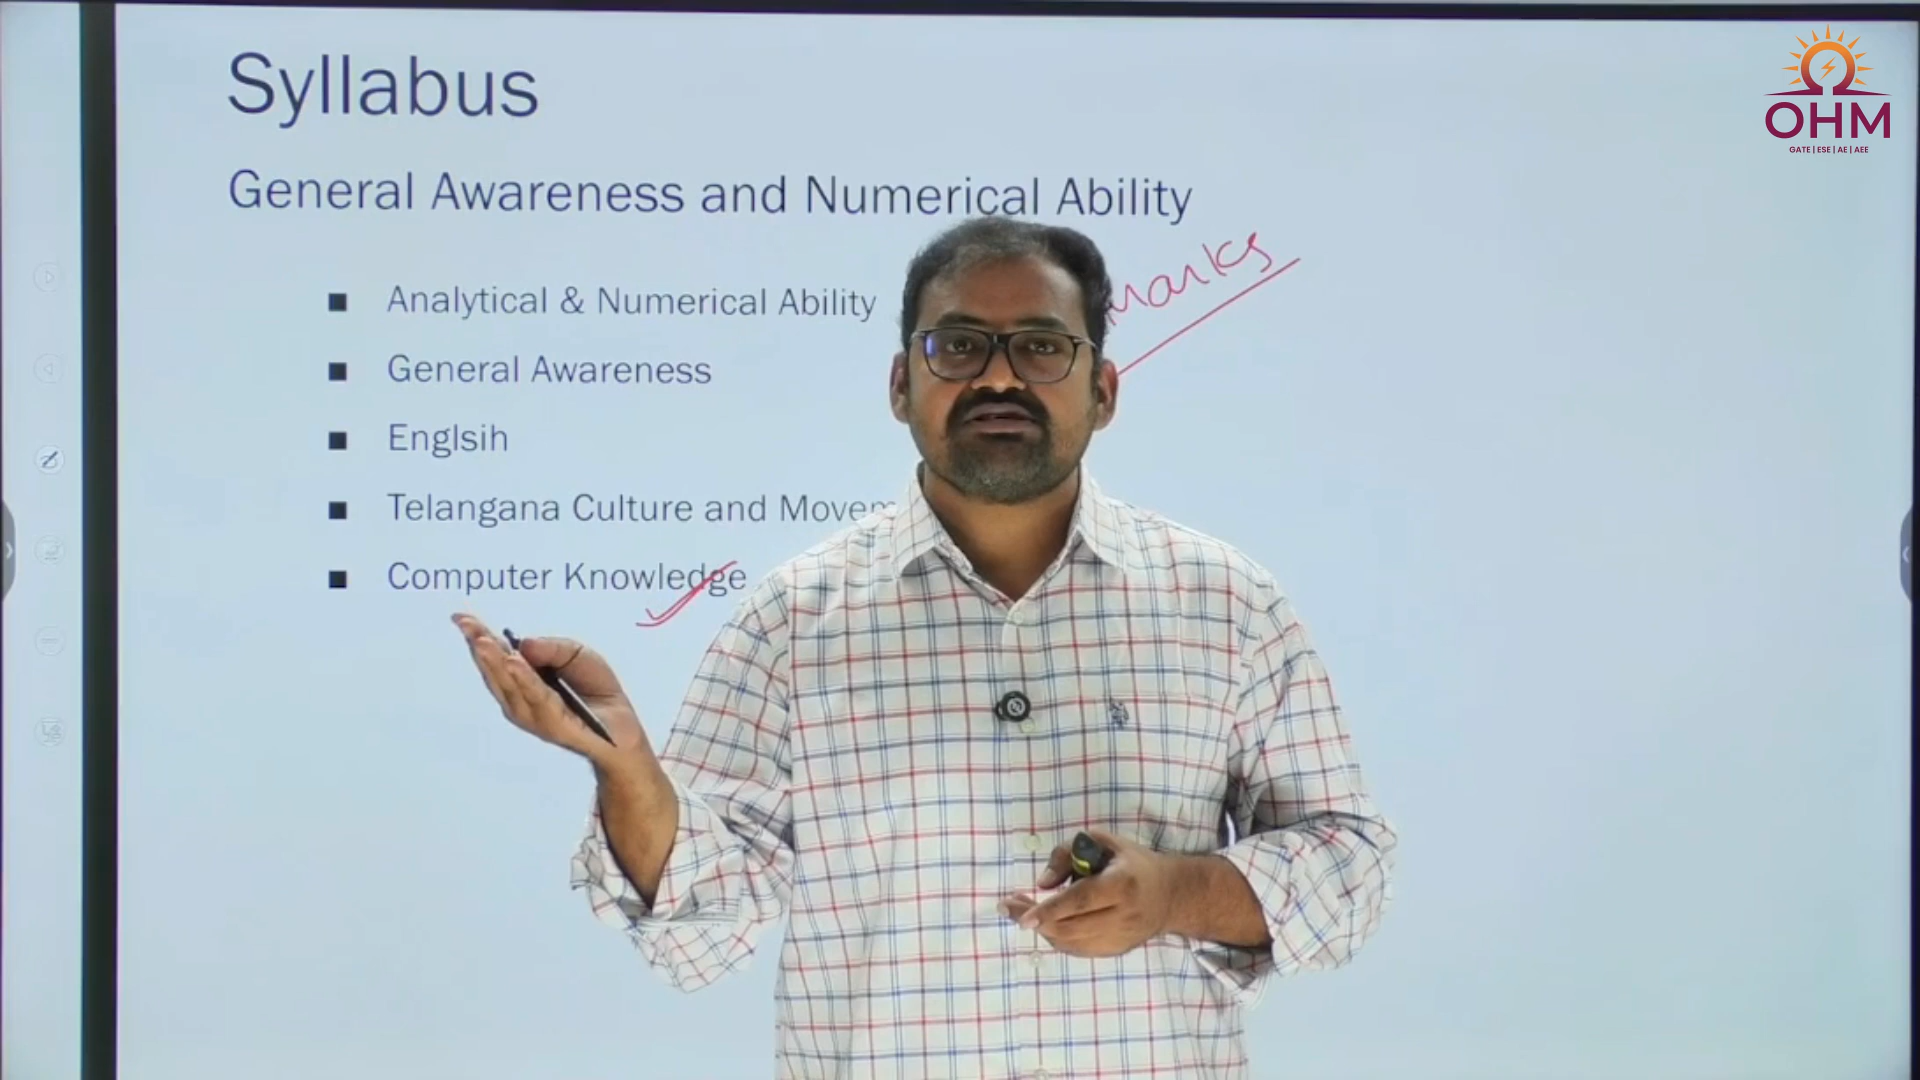 Syllabus
OHM
GATE | ESE | AE | AEE
General Awareness and Numerical Ability
Marks
Analytical & Numerical Ability
General Awareness
Englsih
Telangana Culture and Movem
Computer Knowledge